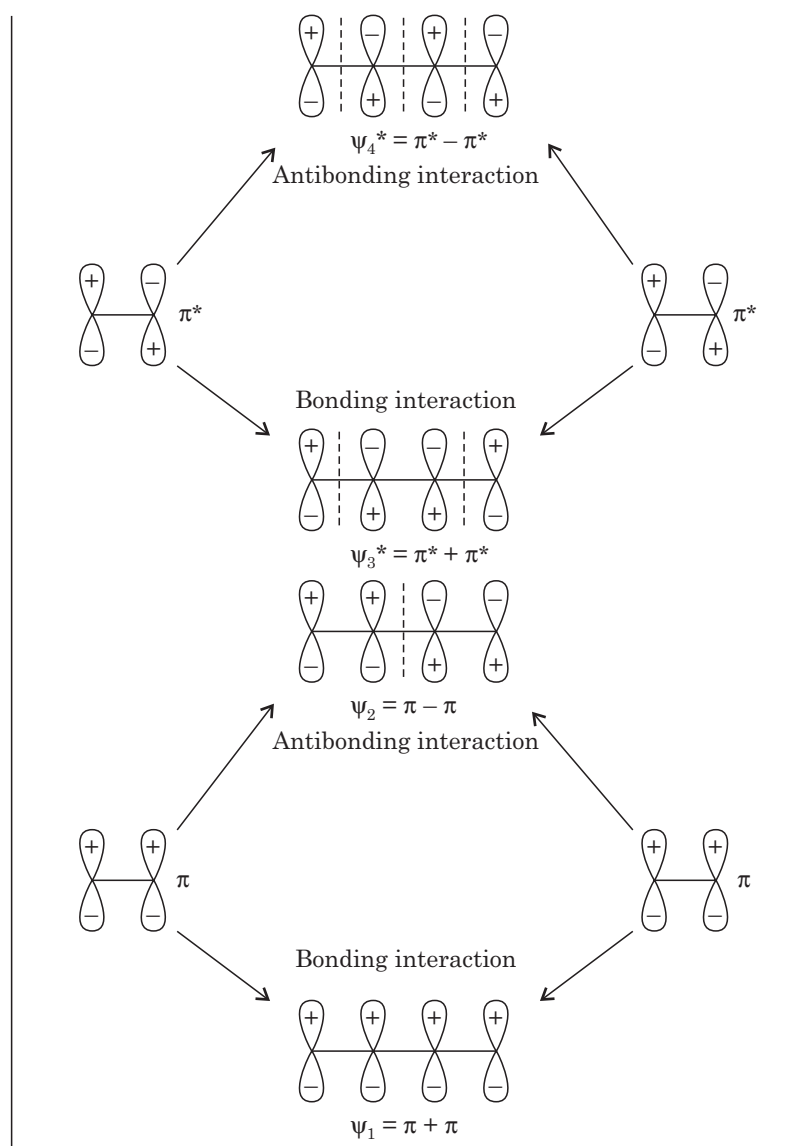 + − + −
− + − +
ψ₄* = π* − π*
Antibonding interaction
+ − π* + − π*
− + − +
Bonding interaction
+ − − +
− + + −
ψ₃* = π* + π*
+ + − −
− − + +
ψ₂ = π − π
Antibonding interaction
+ + π + + π
− − − −
Bonding interaction
+ + + +
− − − −
ψ₁ = π + π